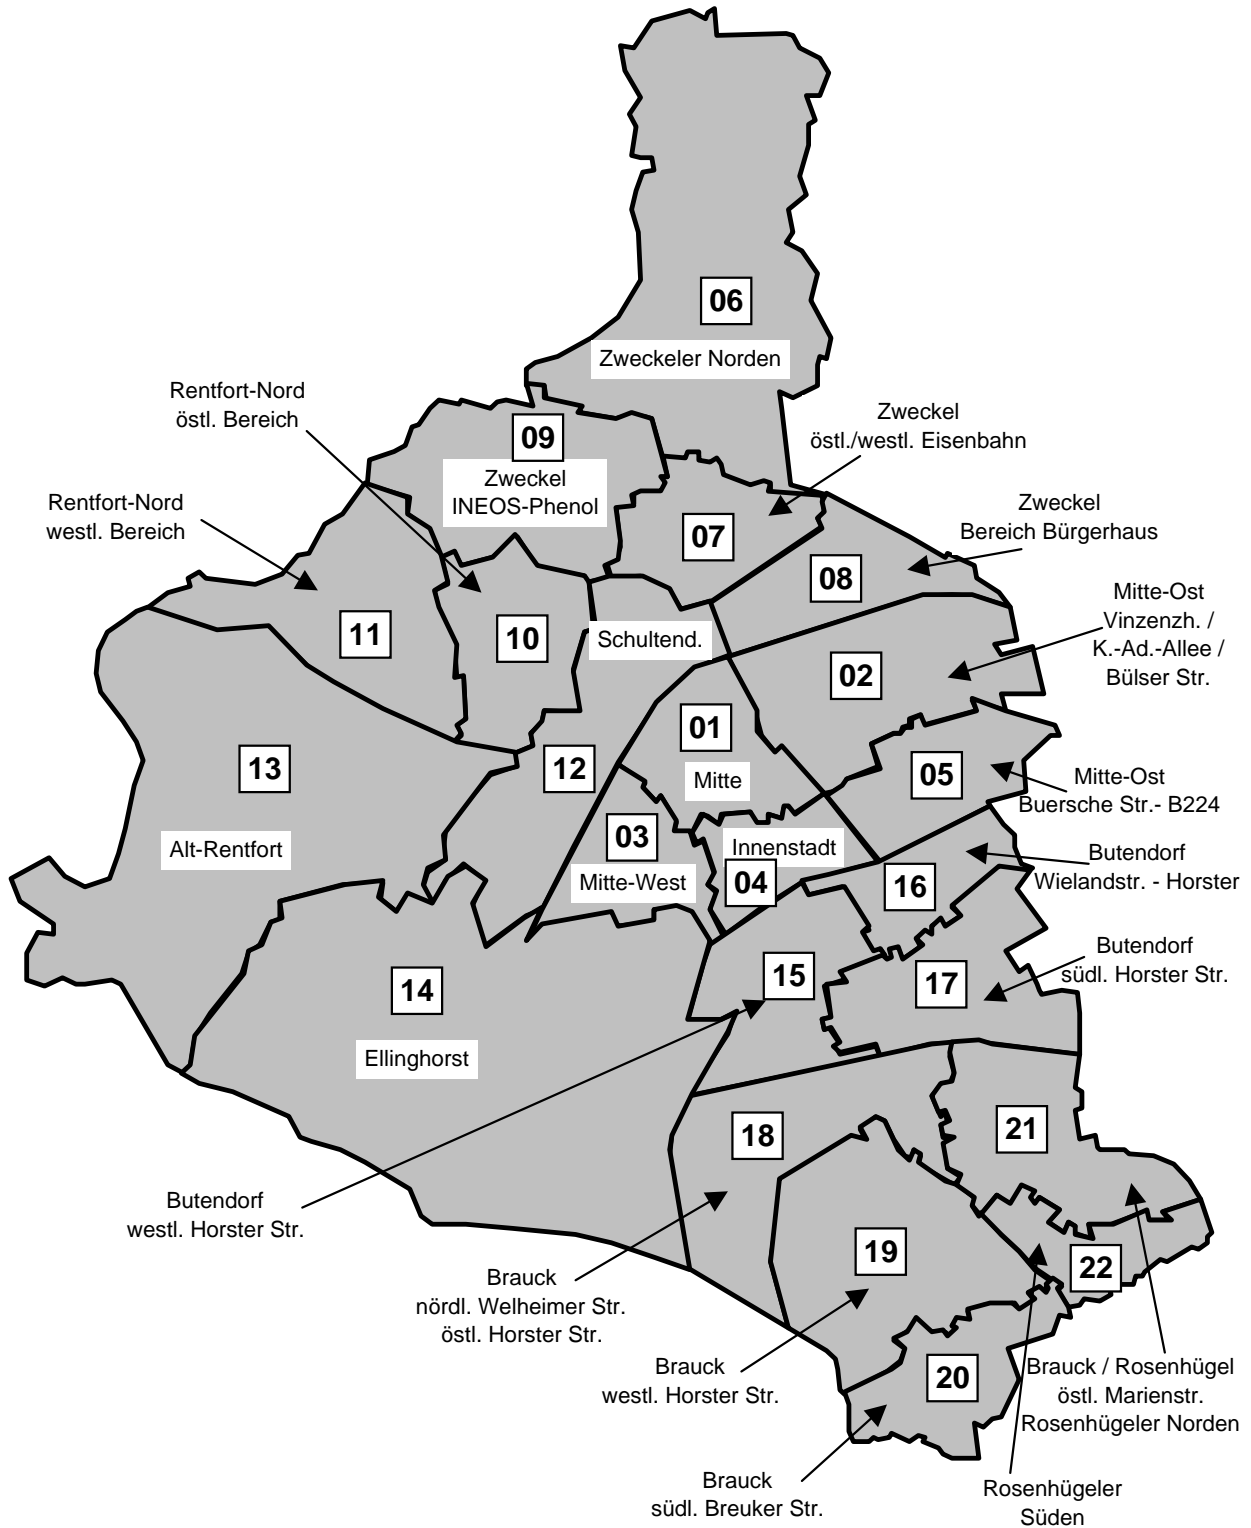 06
Zweckeler Norden
Rentfort-Nord
östl. Bereich
Zweckel
östl./westl. Eisenbahn
09
Zweckel
INEOS-Phenol
Rentfort-Nord
westl. Bereich
Zweckel
Bereich Bürgerhaus
07
08
Mitte-Ost
Vinzenzh. /
K.-Ad.-Allee /
Bülser Str.
11
10
Schultend.
02
01
Mitte
13
12
05
Mitte-Ost
Buersche Str.- B224
Alt-Rentfort
03
Mitte-West
Innenstadt
04
16
Butendorf
Wielandstr. - Horster
14
Ellinghorst
15
17
Butendorf
südl. Horster Str.
18
21
Butendorf
westl. Horster Str.
19
22
Brauck
nördl. Welheimer Str.
östl. Horster Str.
Brauck
westl. Horster Str.
20
Brauck / Rosenhügel
östl. Marienstr.
Rosenhügeler Norden
Brauck
südl. Breuker Str.
Rosenhügeler
Süden